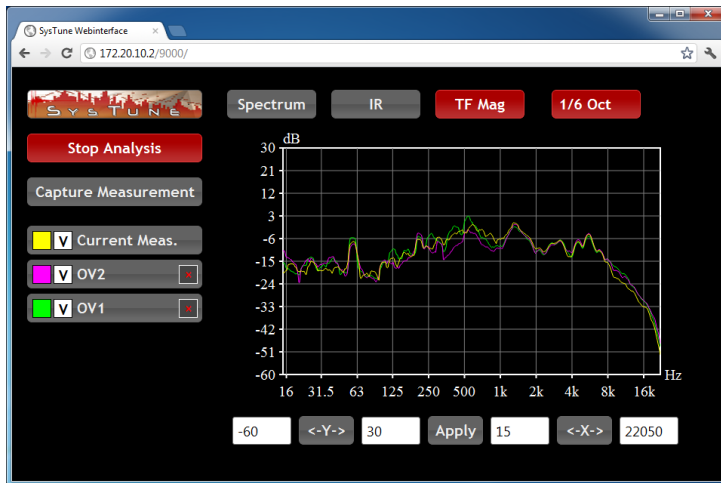 SysTune Webinterface
172.20.10.2/9000/
SYSTUNE
Spectrum
IR
TF Mag
1/6 Oct
Stop Analysis
Capture Measurement
V Current Meas.
V OV2
V OV1
dB
30
21
12
3
-6
-15
-24
-33
-42
-51
-60
Hz
16 31.5 63 125 250 500 1k 2k 4k 8k 16k
-60 <-Y-> 30 Apply 15 <-X-> 22050